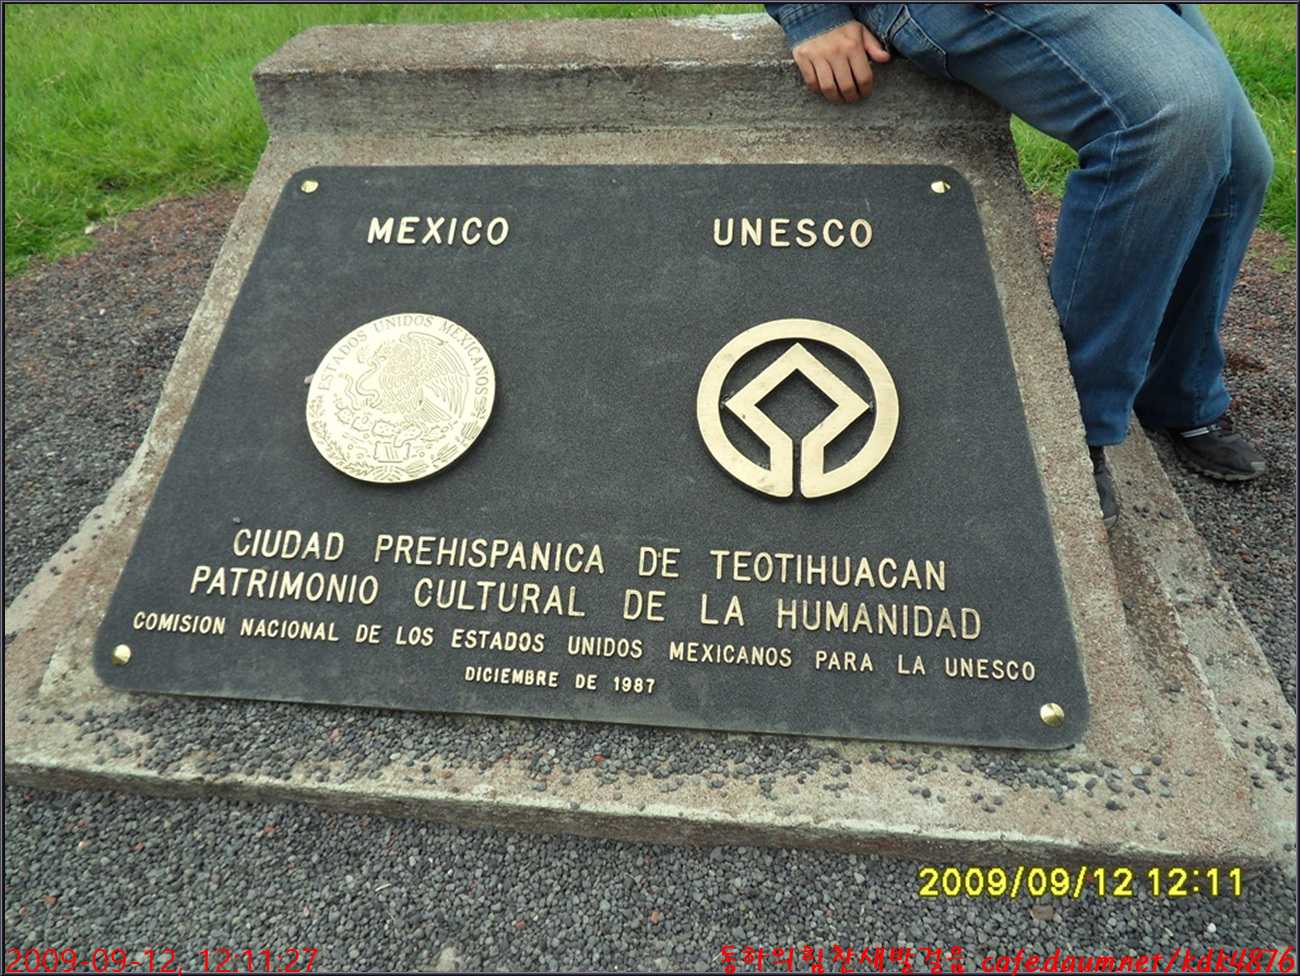 MEXICO
UNESCO
ESTADOS UNIDOS MEXICANOS
CIUDAD PREHISPANICA DE TEOTIHUACAN
PATRIMONIO CULTURAL DE LA HUMANIDAD
COMISION NACIONAL DE LOS ESTADOS UNIDOS MEXICANOS PARA LA UNESCO
DICIEMBRE DE 1987
2009/09/12 12:11
2009-09-12, 12:11:27
동하의힘찬새발걸음 cafe.daum.net/kdk4876